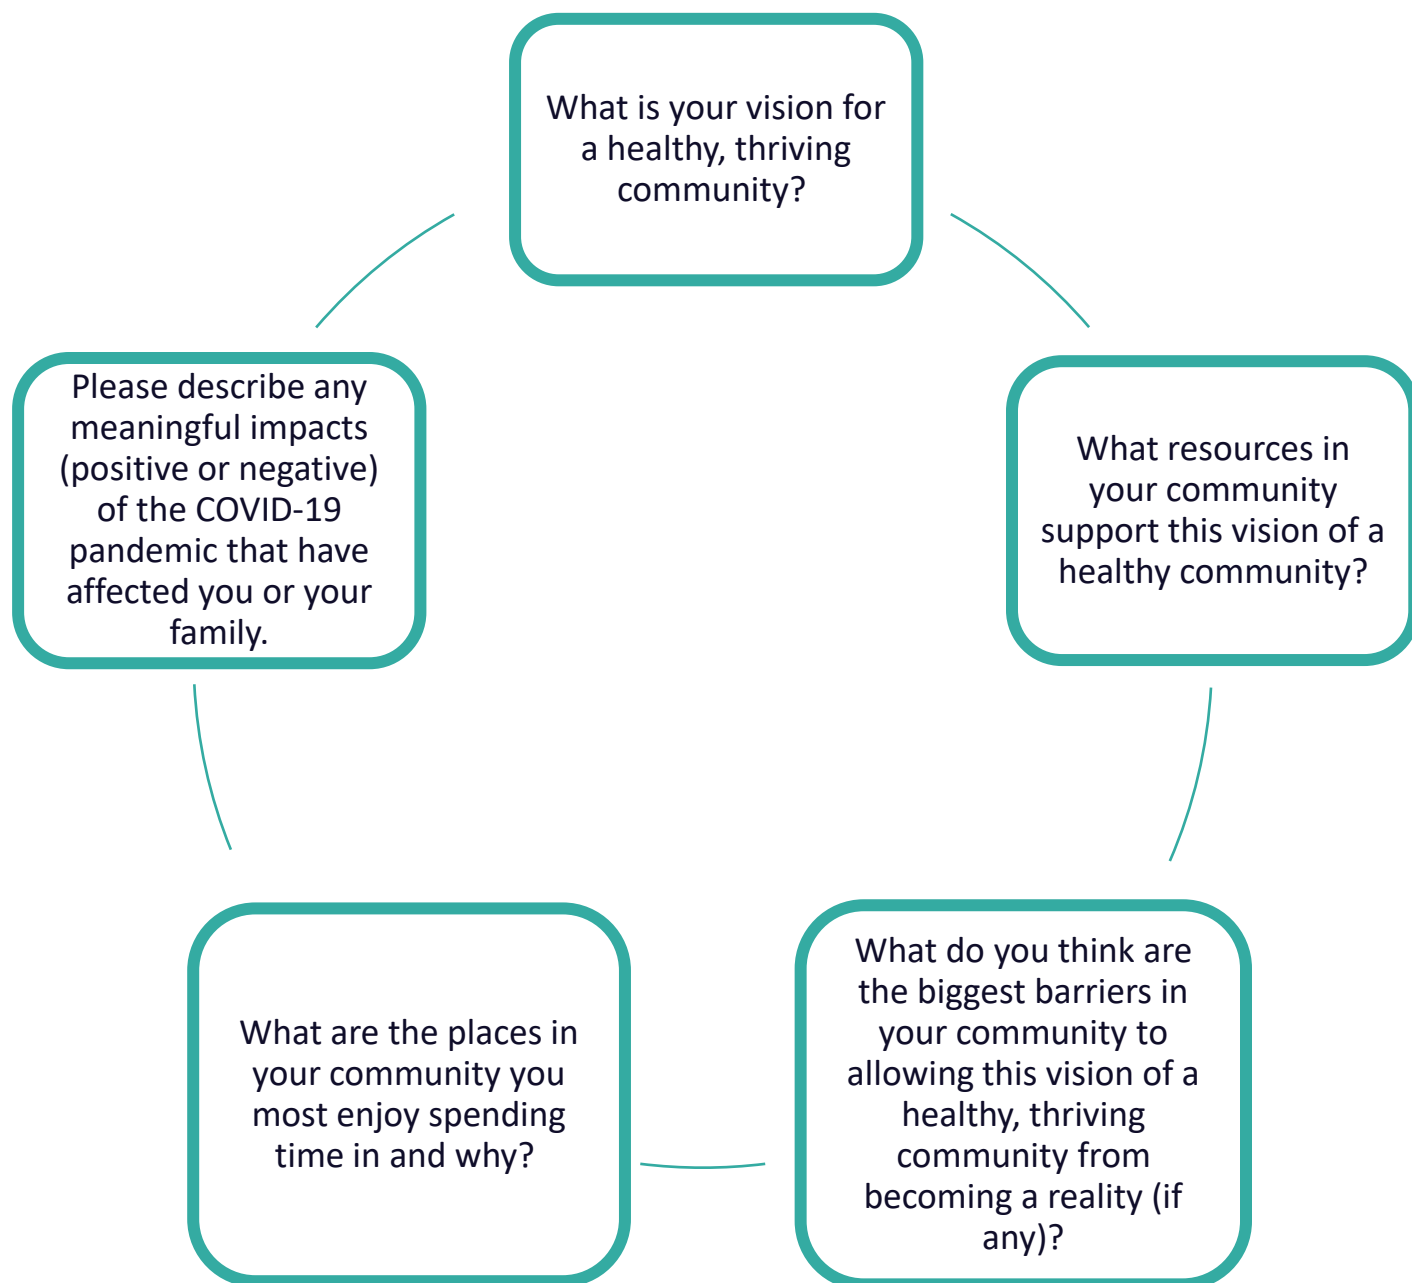 What is your vision for
a healthy, thriving
community?
What resources in
your community
support this vision of a
healthy community?
What do you think are
the biggest barriers in
your community to
allowing this vision of a
healthy, thriving
community from
becoming a reality (if
any)?
What are the places in
your community you
most enjoy spending
time in and why?
Please describe any
meaningful impacts
(positive or negative)
of the COVID-19
pandemic that have
affected you or your
family.